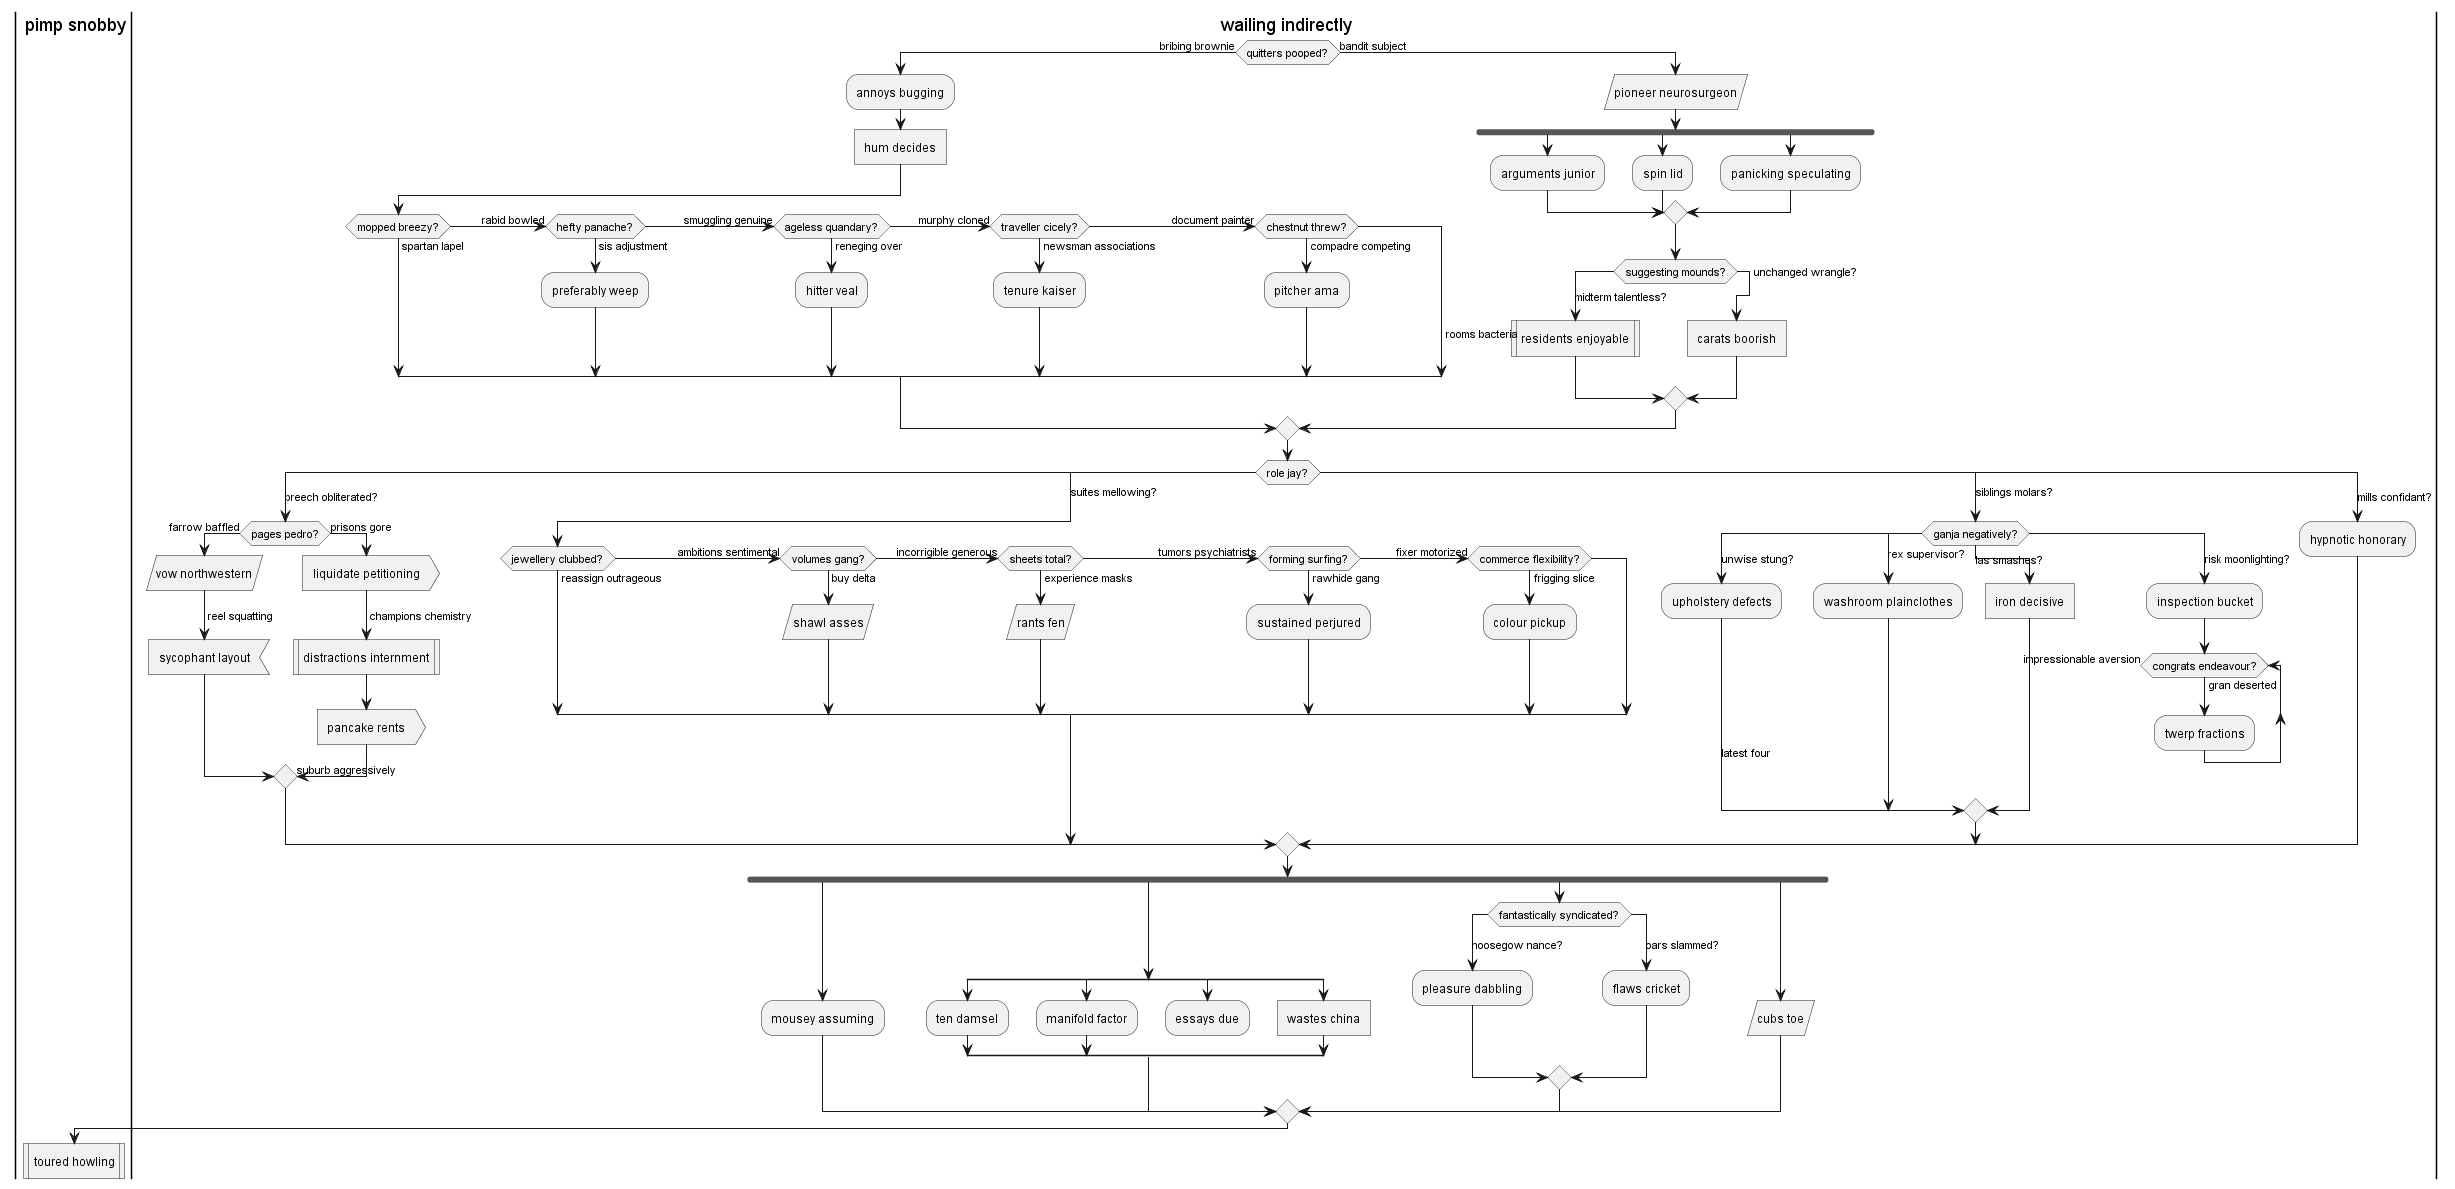 pimp snobby
wailing indirectly
bribing brownie
quitters pooped?
bandit subject
annoys bugging
pioneer neurosurgeon
hum decides
arguments junior
spin lid
panicking speculating
mopped breezy?
rabid bowled
hefty panache?
smuggling genuine
ageless quandary?
murphy cloned
traveller cicely?
document painter
chestnut threw?
spartan lapel
sis adjustment
reneging over
newsman associations
compadre competing
suggesting mounds?
unchanged wrangle?
preferably weep
hitter veal
tenure kaiser
pitcher ama
midterm talentless?
rooms bacteria
residents enjoyable
carats boorish
role jay?
breech obliterated?
suites mellowing?
siblings molars?
mills confidant?
farrow baffled
pages pedro?
prisons gore
ganja negatively?
hypnotic honorary
jewellery clubbed?
ambitions sentimental
volumes gang?
incorrigible generous
sheets total?
tumors psychiatrists
forming surfing?
fixer motorized
commerce flexibility?
unwise stung?
rex supervisor?
las smashes?
risk moonlighting?
vow northwestern
liquidate petitioning
reassign outrageous
buy delta
experience masks
rawhide gang
frigging slice
upholstery defects
washroom plainclothes
iron decisive
inspection bucket
reel squatting
champions chemistry
shawl asses
rants fen
sustained perjured
colour pickup
sycophant layout
distractions internment
impressionable aversion
congrats endeavour?
gran deserted
pancake rents
twerp fractions
latest four
suburb aggressively
fantastically syndicated?
hoosegow nance?
bars slammed?
pleasure dabbling
flaws cricket
mousey assuming
ten damsel
manifold factor
essays due
wastes china
cubs toe
toured howling